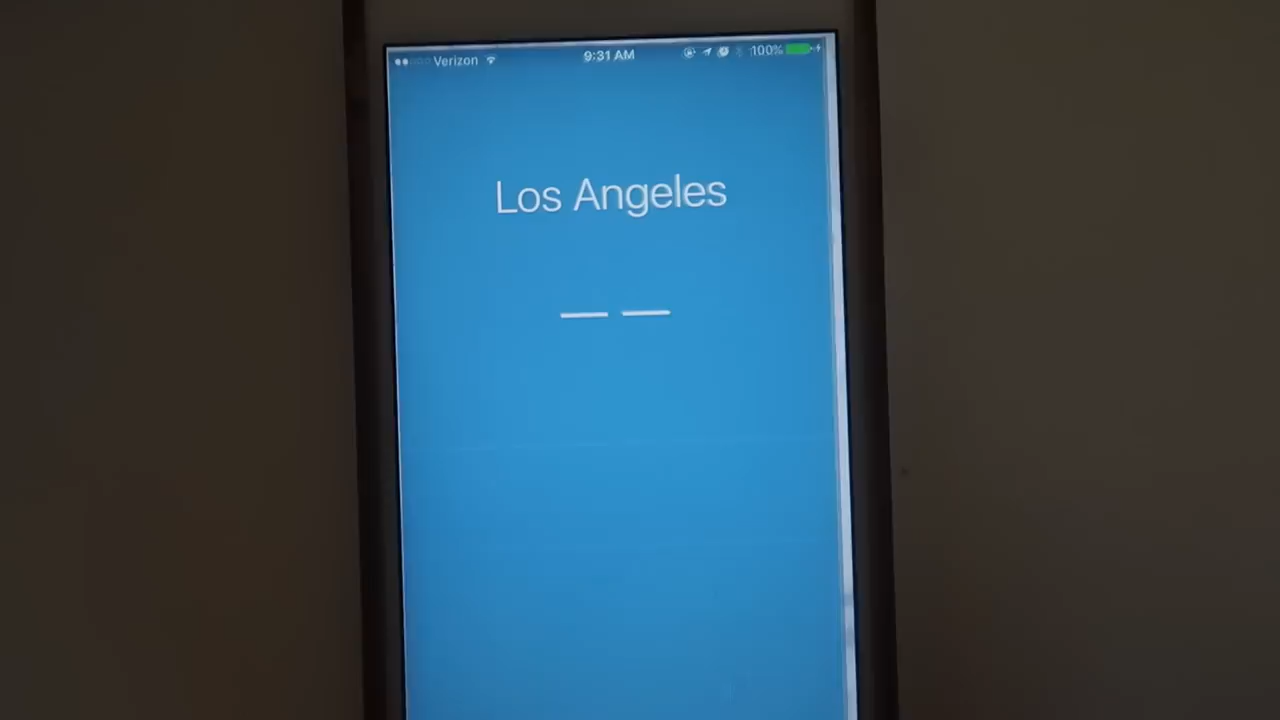 Verizon 9:31 AM 100%
Los Angeles
— —